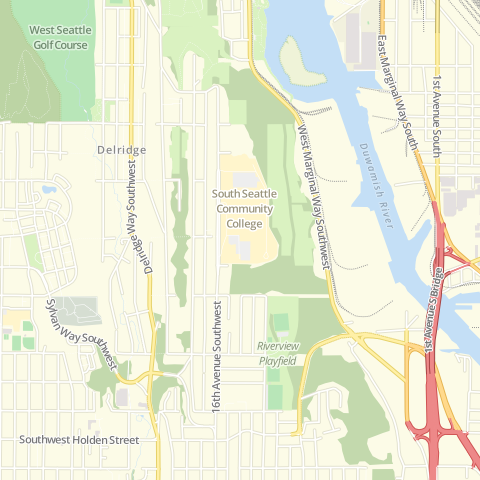 West Seattle
Golf Course
Delridge
South Seattle
Community
College
Delridge Way Southwest
16th Avenue Southwest
Sylvan Way Southwest
Southwest Holden Street
Riverview
Playfield
West Marginal Way Southwest
East Marginal Way South
1st Avenue South
Duwamish River
1st Avenue S Bridge